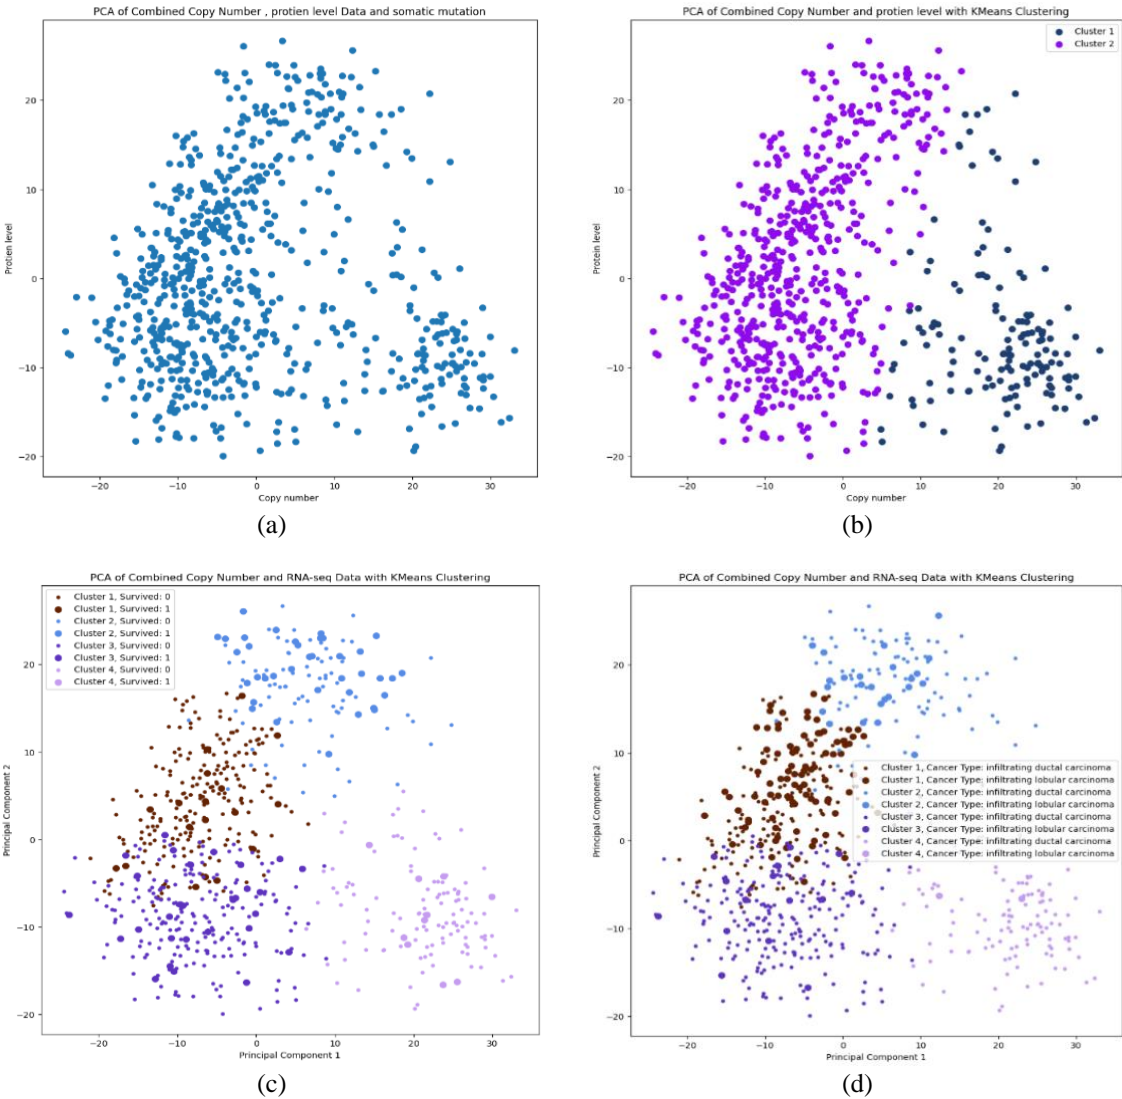 PCA of Combined Copy Number , protien level Data and somatic mutation
20
10
0
−10
−20
Protien level
−20
−10
0
10
20
30
Copy number
(a)
PCA of Combined Copy Number and protien level with KMeans Clustering
Cluster 1
Cluster 2
20
10
0
−10
−20
Protein level
−20
−10
0
10
20
30
Copy number
(b)
PCA of Combined Copy Number and RNA-seq Data with KMeans Clustering
Cluster 1, Survived: 0
Cluster 1, Survived: 1
Cluster 2, Survived: 0
Cluster 2, Survived: 1
Cluster 3, Survived: 0
Cluster 3, Survived: 1
Cluster 4, Survived: 0
Cluster 4, Survived: 1
20
10
0
−10
−20
Principal Component 2
−20
−10
0
10
20
30
Principal Component 1
(c)
PCA of Combined Copy Number and RNA-seq Data with KMeans Clustering
20
10
0
−10
−20
Principal Component 2
Cluster 1, Cancer Type: infiltrating ductal carcinoma
Cluster 1, Cancer Type: infiltrating lobular carcinoma
Cluster 2, Cancer Type: infiltrating ductal carcinoma
Cluster 2, Cancer Type: infiltrating lobular carcinoma
Cluster 3, Cancer Type: infiltrating ductal carcinoma
Cluster 3, Cancer Type: infiltrating lobular carcinoma
Cluster 4, Cancer Type: infiltrating ductal carcinoma
Cluster 4, Cancer Type: infiltrating lobular carcinoma
−20
−10
0
10
20
30
Principal Component 1
(d)